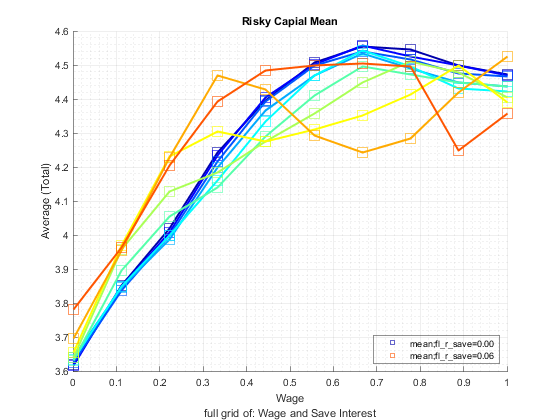 Risky Capial Mean
4.6
4.5
4.4
4.3
4.2
4.1
4
3.9
3.8
3.7
3.6
Average (Total)
mean;fl_r_save=0.00
mean;fl_r_save=0.06
0 0.1 0.2 0.3 0.4 0.5 0.6 0.7 0.8 0.9 1
Wage
full grid of: Wage and Save Interest